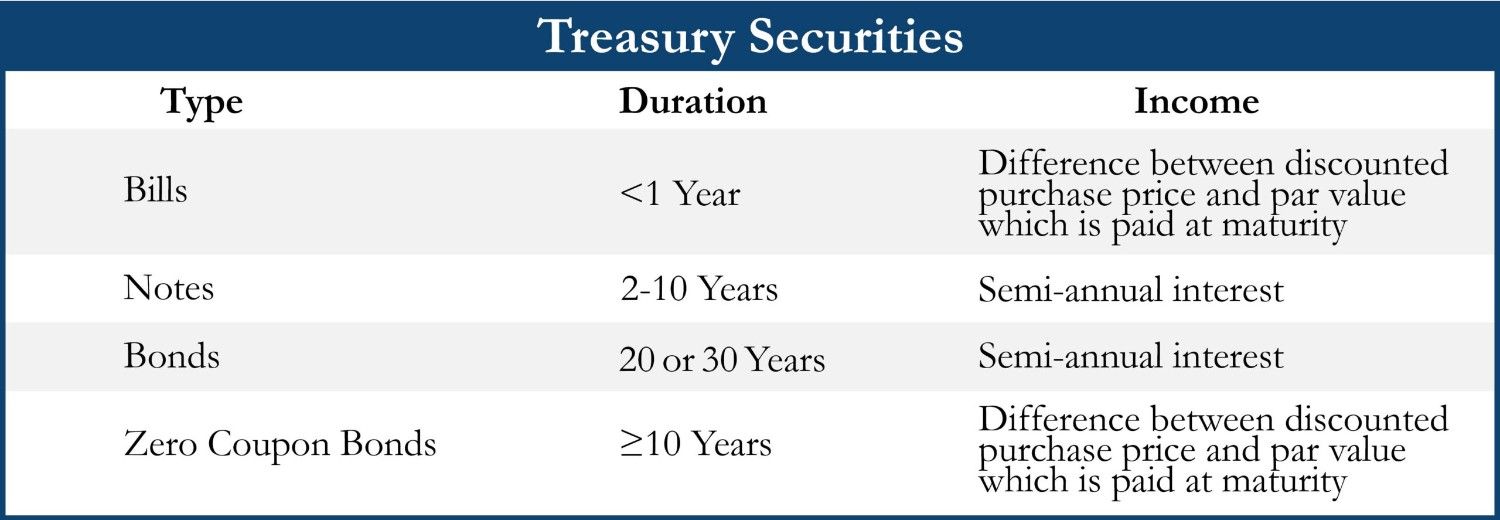 Treasury Securities
Type Duration Income
Bills <1 Year Difference between discounted
purchase price and par value
which is paid at maturity
Notes 2-10 Years Semi-annual interest
Bonds 20 or 30 Years Semi-annual interest
Zero Coupon Bonds ≥10 Years Difference between discounted
purchase price and par value
which is paid at maturity